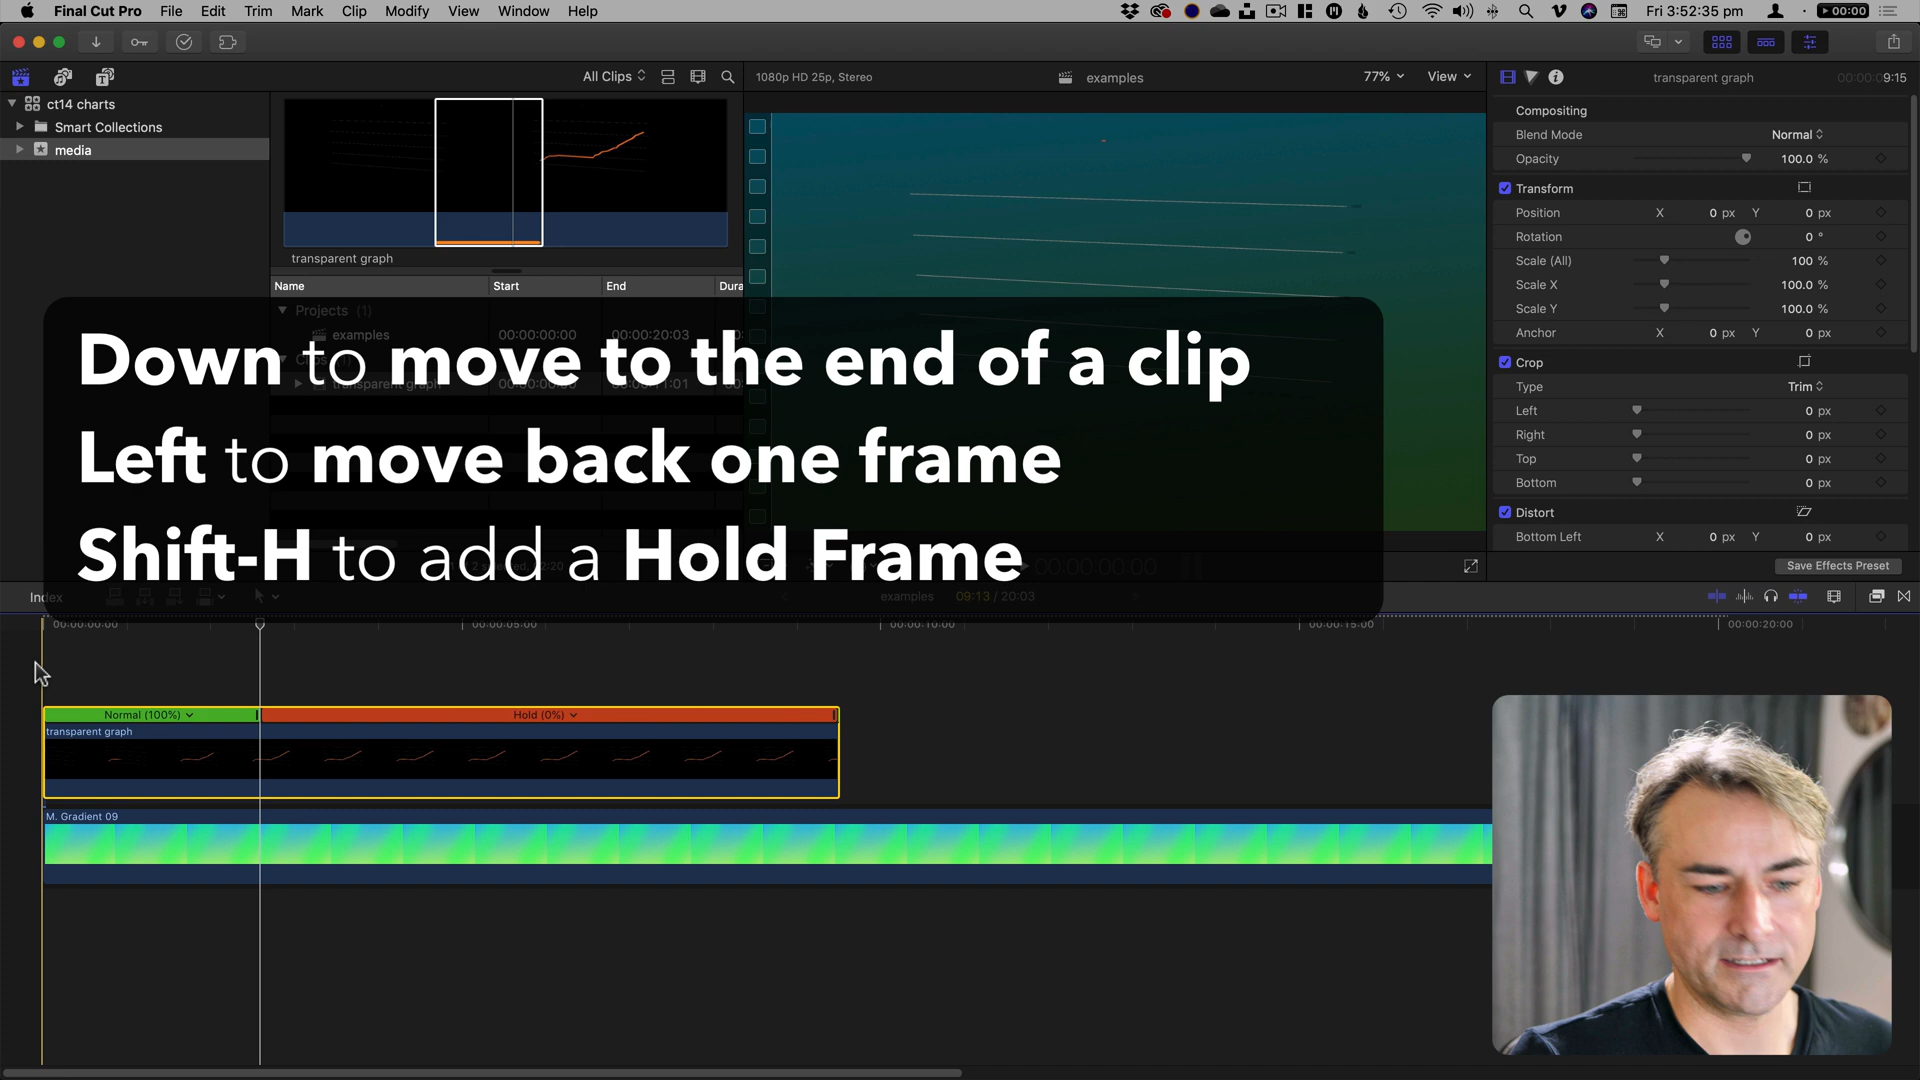 Final Cut Pro File Edit Trim Mark Clip Modify View Window Help Fri 3:52:35 pm 00:00
All Clips 1080p HD 25p, Stereo examples 77% View transparent graph 00:00:09:15
ct14 charts
Smart Collections
media
transparent graph
Name Start End Dura
Projects (1)
examples 00:00:00:00 00:00:20:03
transparent graph
Down to move to the end of a clip
Left to move back one frame
Shift-H to add a Hold Frame
Compositing
Blend Mode Normal
Opacity 100.0 %
Transform
Position X 0 px Y 0 px
Rotation 0 °
Scale (All) 100 %
Scale X 100.0 %
Scale Y 100.0 %
Anchor X 0 px Y 0 px
Crop
Type Trim
Left 0 px
Right 0 px
Top 0 px
Bottom 0 px
Distort
Bottom Left X 0 px Y 0 px
Save Effects Preset
Index examples 09:13 / 20:03
00:00:00:00 00:00:05:00 00:00:10:00 00:00:15:00 00:00:20:00
Normal (100%) Hold (0%)
transparent graph
M. Gradient 09